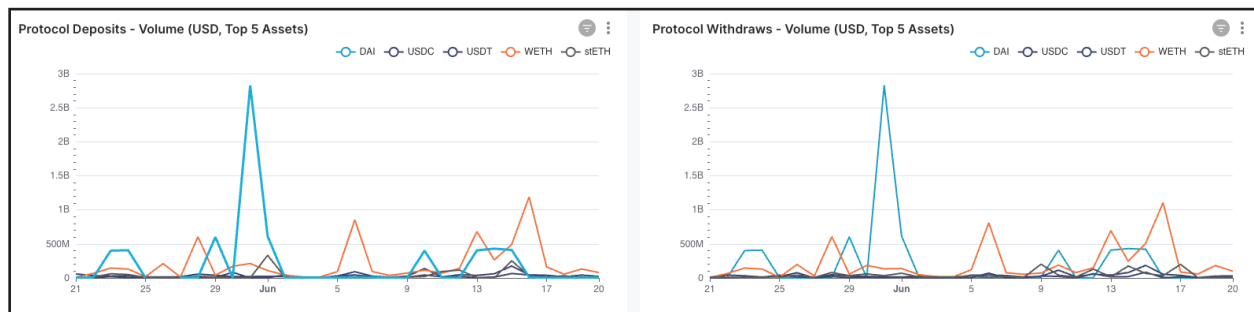 Protocol Deposits - Volume (USD, Top 5 Assets)
DAI USDC USDT WETH stETH
3B
2.5B
2B
1.5B
1B
500M
0
21 25 29 Jun 5 9 13 17 20
Protocol Withdraws - Volume (USD, Top 5 Assets)
DAI USDC USDT WETH stETH
3B
2.5B
2B
1.5B
1B
500M
0
21 25 29 Jun 5 9 13 17 20